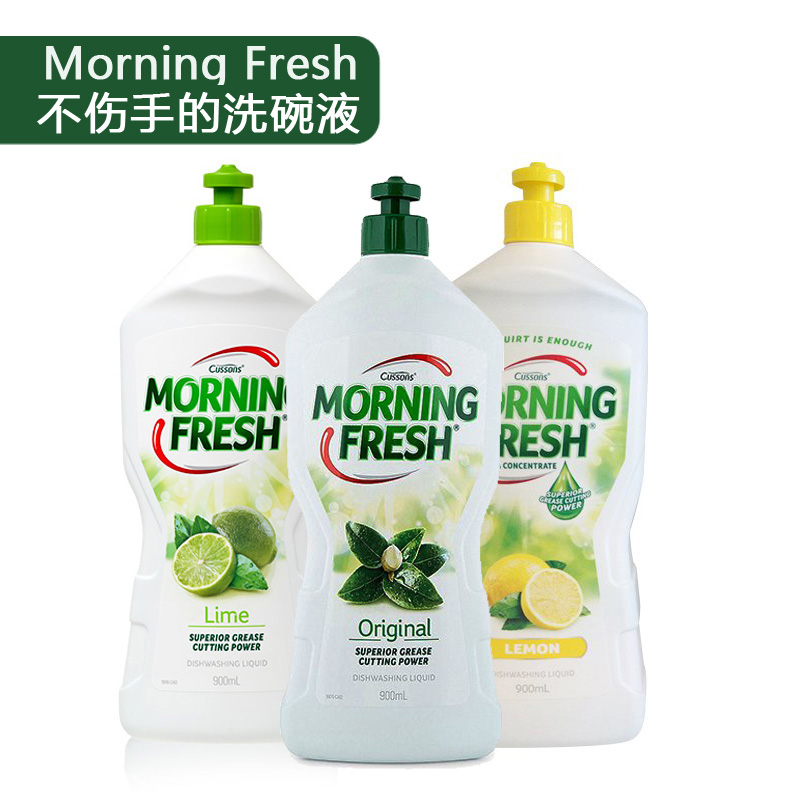 Morning Fresh
不伤手的洗碗液
Cussons
MORNIN
FRESH
Lime
SUPERIOR GREASE
CUTTING POWER
DISHWASHING LIQUID
900mL
Cussons
MORNING
FRESH
Original
SUPERIOR GREASE
CUTTING POWER
DISHWASHING LIQUID
900mL
UIRT IS ENOUGH
Cussons
RNING
RESH
CONCENTRATE
SUPERIOR
GREASE CUTTING
POWER
LEMON
SHWASHING LIQUID
900mL